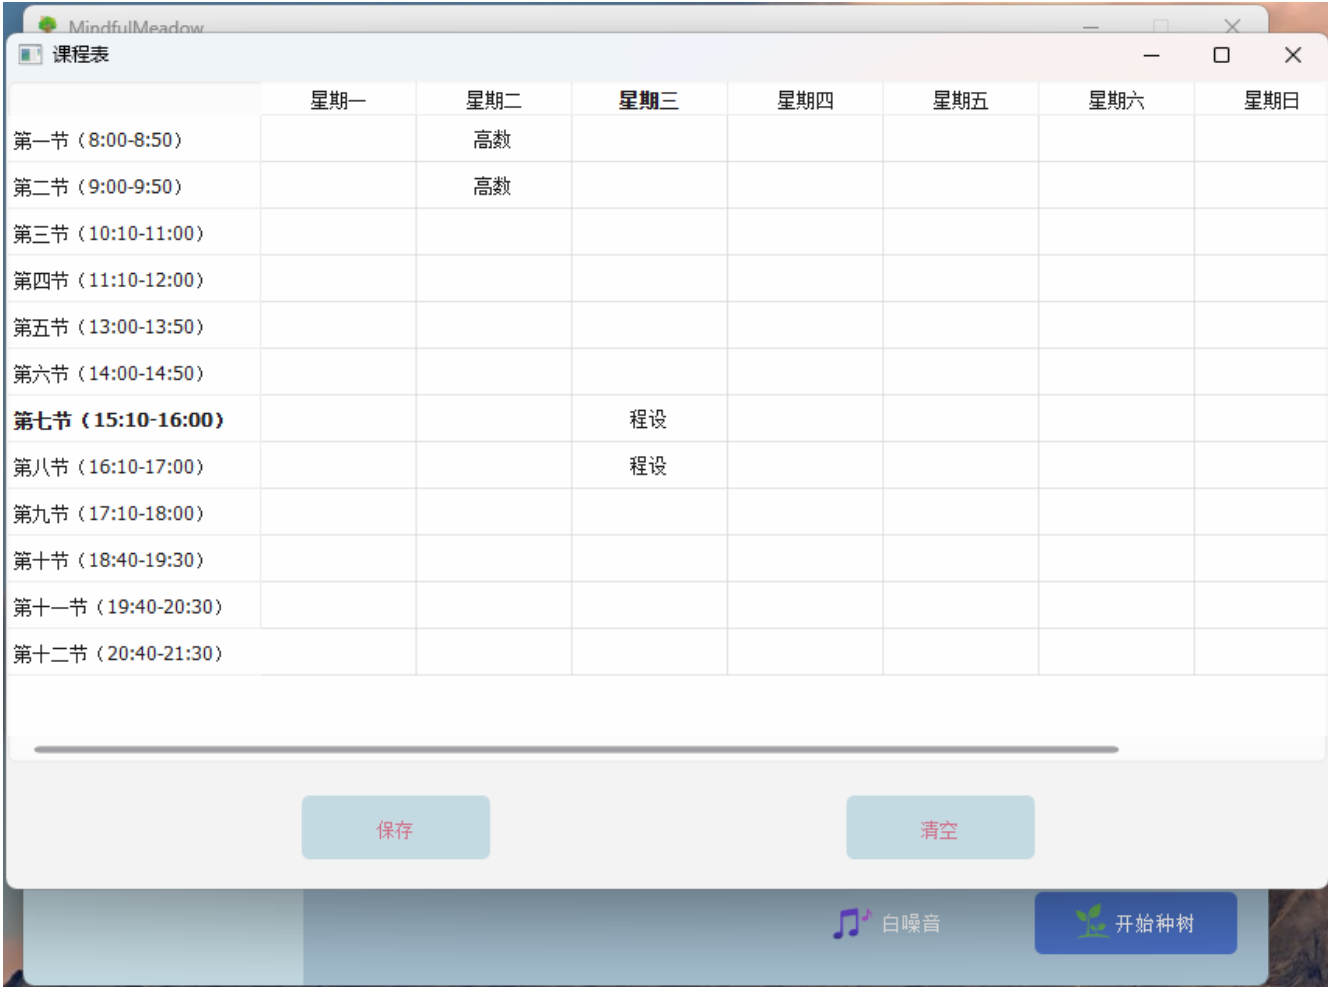 MindfulMeadow
课程表
星期一 星期二 星期三 星期四 星期五 星期六 星期日
第一节（8:00-8:50） 高数
第二节（9:00-9:50） 高数
第三节（10:10-11:00）
第四节（11:10-12:00）
第五节（13:00-13:50）
第六节（14:00-14:50）
第七节（15:10-16:00） 程设
第八节（16:10-17:00） 程设
第九节（17:10-18:00）
第十节（18:40-19:30）
第十一节（19:40-20:30）
第十二节（20:40-21:30）
保存 清空
白噪音 开始种树